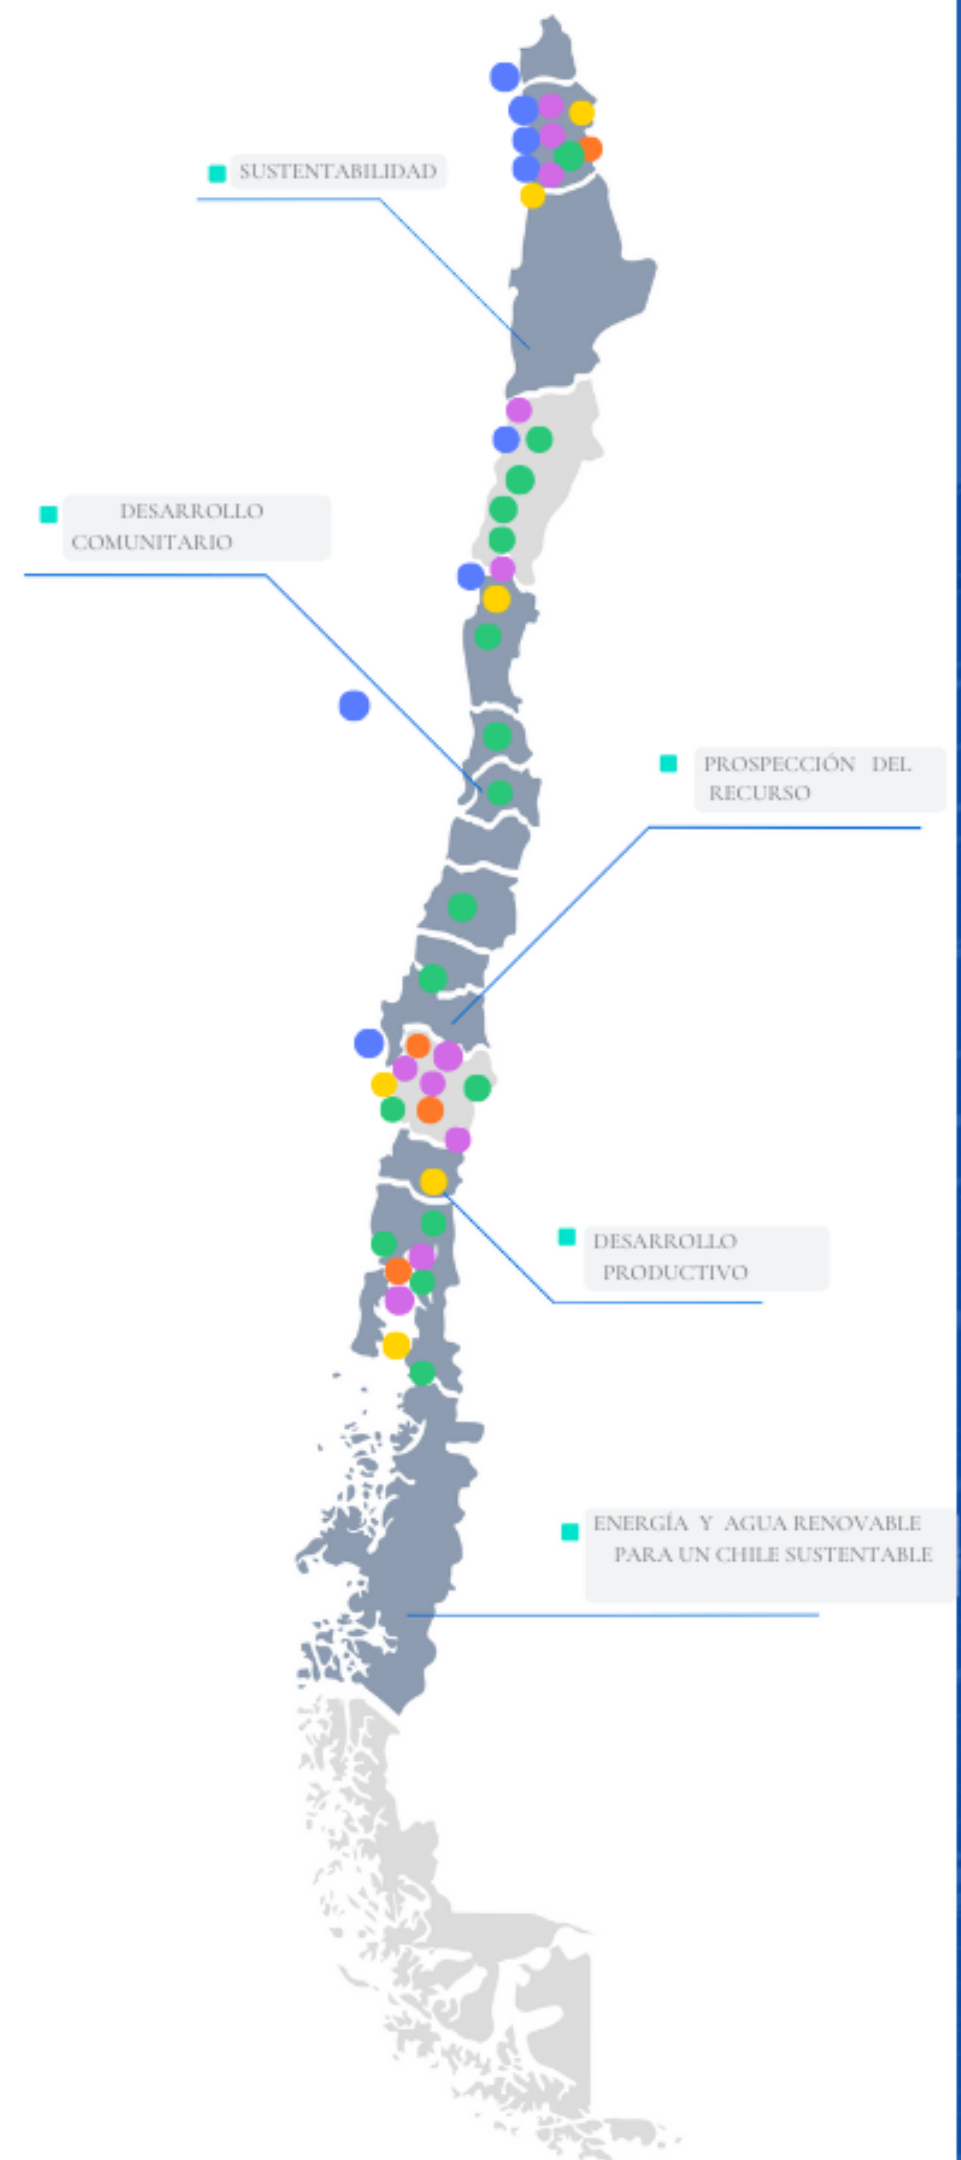 SUSTENTABILIDAD
DESARROLLO
COMUNITARIO
PROSPECCIÓN DEL
RECURSO
DESARROLLO
PRODUCTIVO
ENERGÍA Y AGUA RENOVABLE
PARA UN CHILE SUSTENTABLE